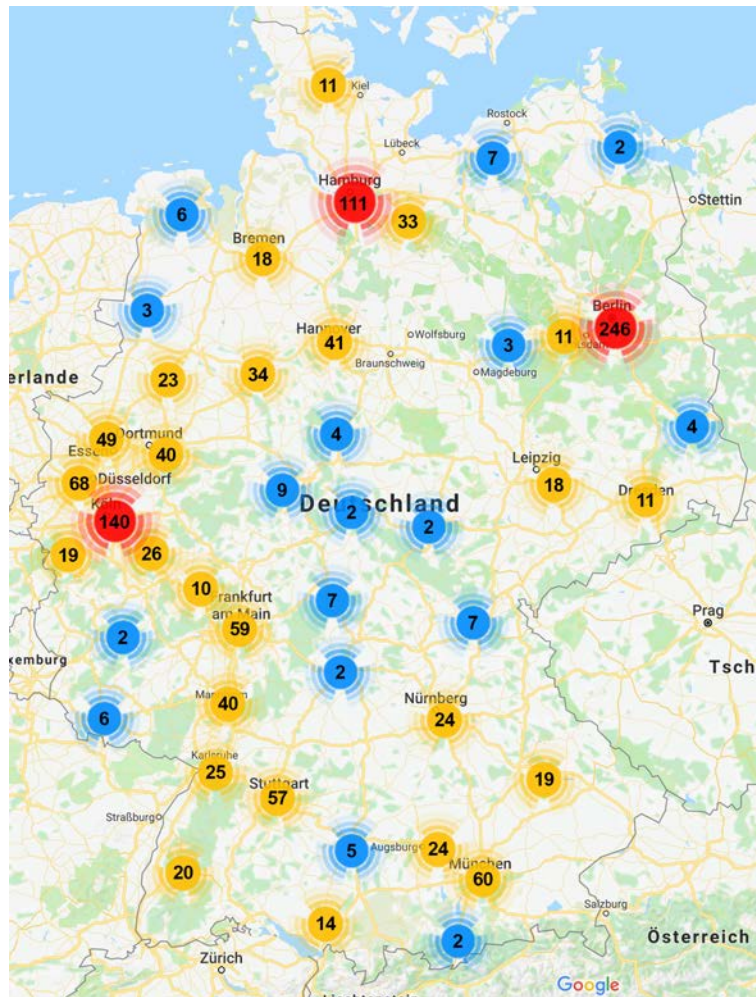 11
Kiel
Rostock
2
7
Lübeck
Hamburg
111
Stettin
6
33
Bremen
18
3
Berlin
246
Hannover
41
Wolfsburg
11
3
Braunschweig
Magdeburg
erlande
23
34
4
4
49
Dortmund
40
Leipzig
68
Düsseldorf
18
9
Deutschland
11
Köln
140
2
2
19
26
10
Frankfurt
am Main
7
59
7
Prag
2
xemburg
Tsch
2
40
Nürnberg
24
6
Karlsruhe
25
Stuttgart
57
19
Straßburg
5
Augsburg
24
München
60
20
14
Salzburg
2
Österreich
Zürich
Google